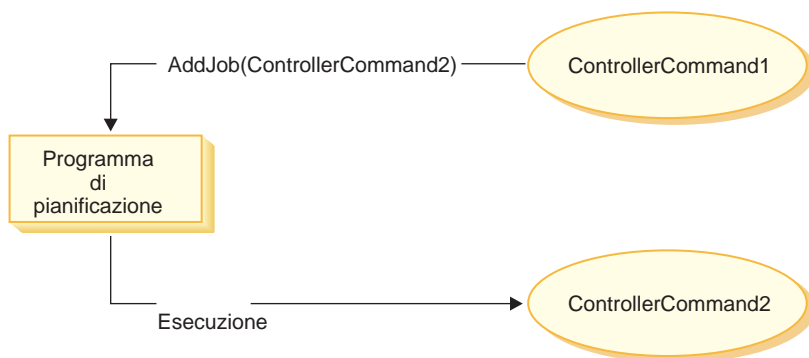 AddJob(ControllerCommand2)
ControllerCommand1
Programma
di
pianificazione
Esecuzione
ControllerCommand2